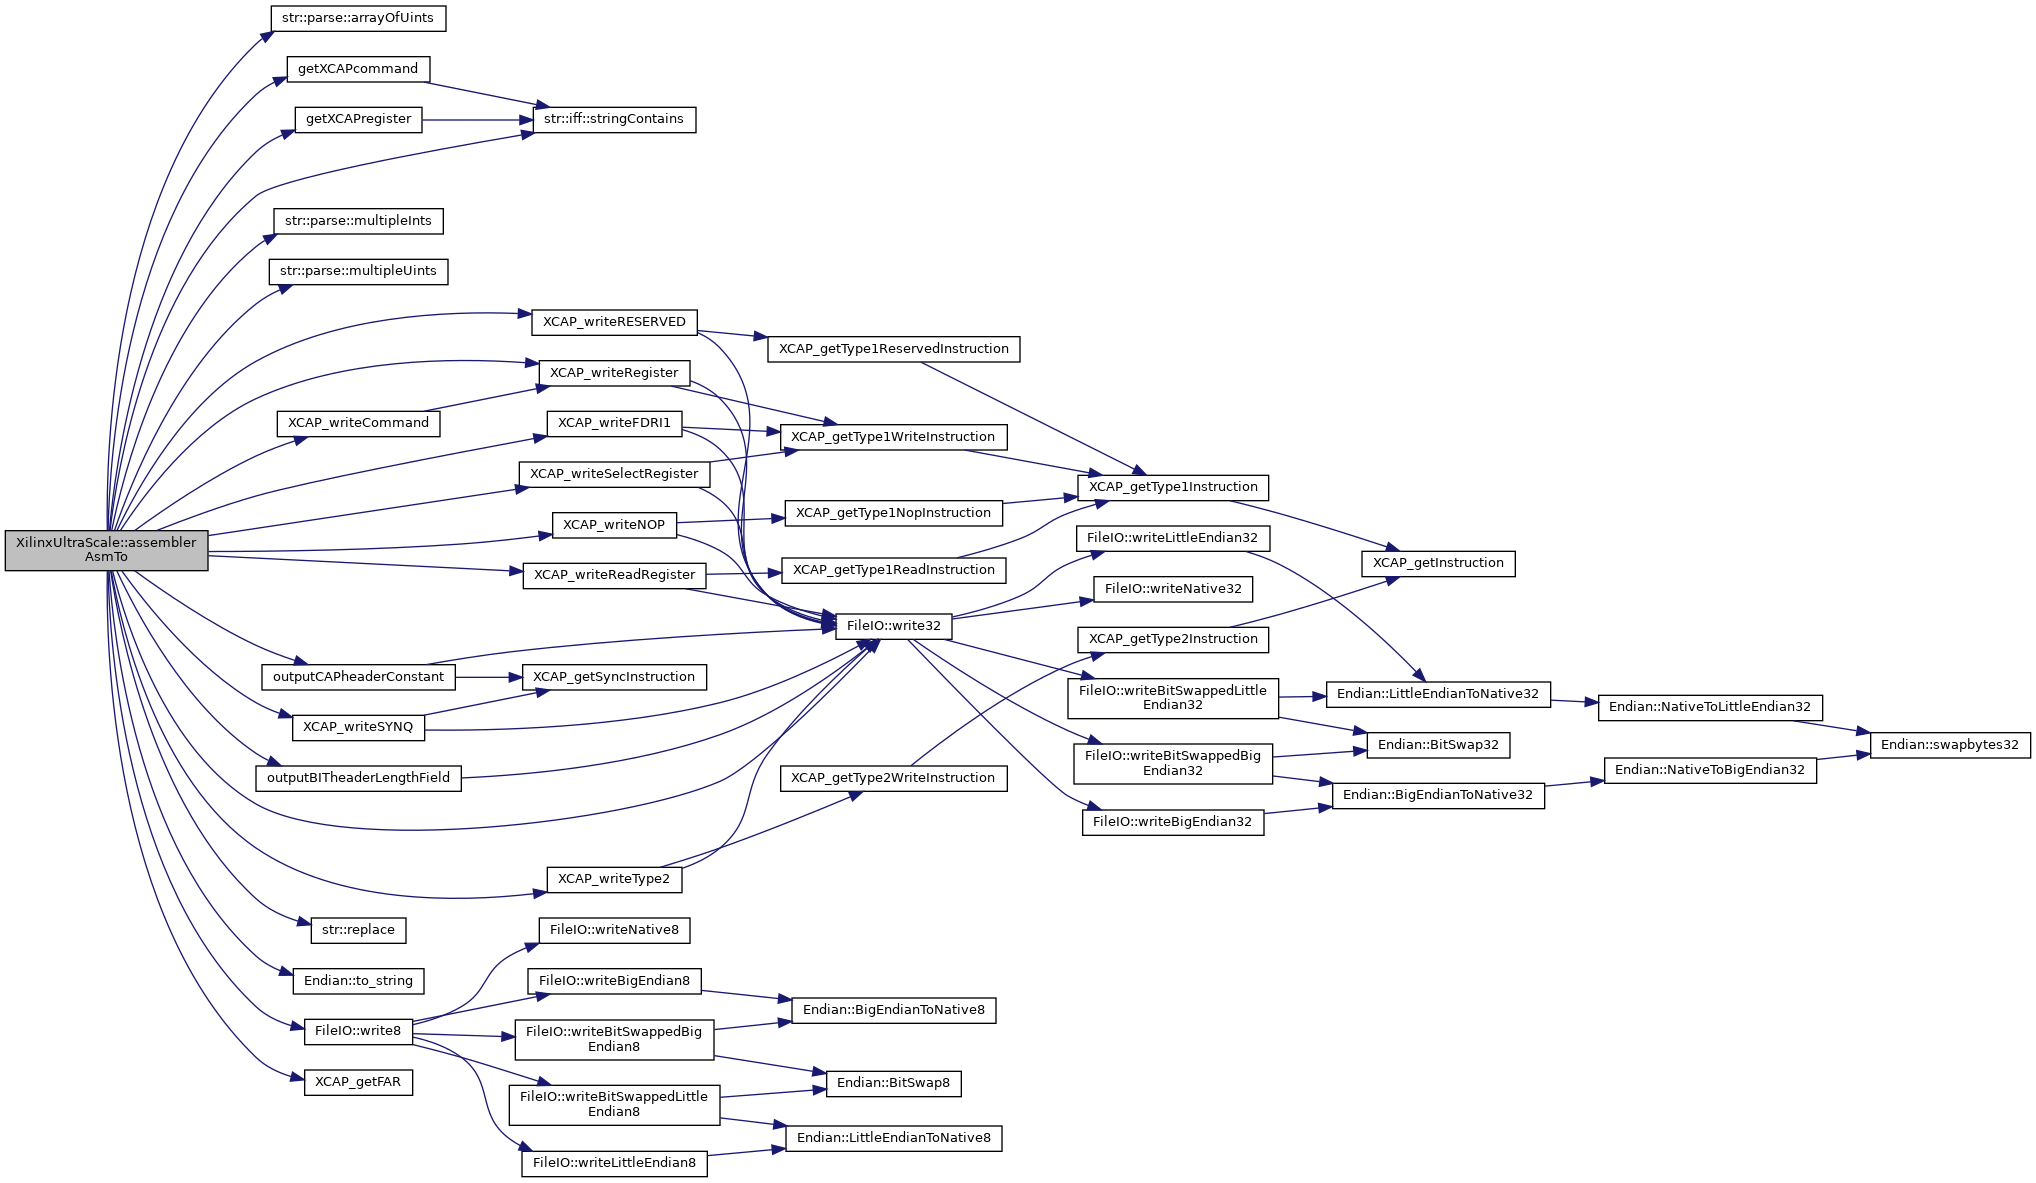 str::parse::arrayOfUints
getXCAPcommand
getXCAPregister
str::iff::stringContains
str::parse::multipleInts
str::parse::multipleUints
XCAP_writeRESERVED
XCAP_getType1ReservedInstruction
XCAP_writeRegister
XCAP_writeCommand
XCAP_writeFDRI1
XCAP_getType1WriteInstruction
XCAP_writeSelectRegister
XCAP_getType1Instruction
XCAP_writeNOP
XCAP_getType1NopInstruction
FileIO::writeLittleEndian32
XilinxUltraScale::assembler
AsmTo
XCAP_getInstruction
XCAP_writeReadRegister
XCAP_getType1ReadInstruction
FileIO::writeNative32
FileIO::write32
XCAP_getType2Instruction
outputCAPheaderConstant
XCAP_getSyncInstruction
FileIO::writeBitSwappedLittle
Endian32
Endian::LittleEndianToNative32
Endian::NativeToLittleEndian32
XCAP_writeSYNQ
Endian::BitSwap32
Endian::swapbytes32
FileIO::writeBitSwappedBig
Endian32
Endian::NativeToBigEndian32
outputBITheaderLengthField
XCAP_getType2WriteInstruction
Endian::BigEndianToNative32
FileIO::writeBigEndian32
XCAP_writeType2
str::replace
FileIO::writeNative8
Endian::to_string
FileIO::writeBigEndian8
Endian::BigEndianToNative8
FileIO::write8
FileIO::writeBitSwappedBig
Endian8
XCAP_getFAR
Endian::BitSwap8
FileIO::writeBitSwappedLittle
Endian8
Endian::LittleEndianToNative8
FileIO::writeLittleEndian8